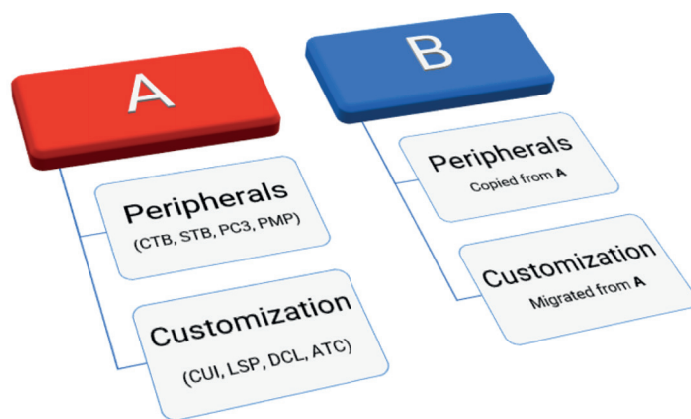 A
Peripherals
(CTB, STB, PC3, PMP)
Customization
(CUI, LSP, DCL, ATC)
B
Peripherals
Copied from A
Customization
Migrated from A